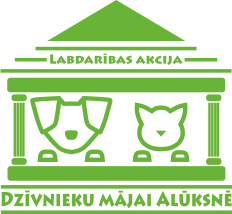 Labdarības akcija
Dzīvnieku mājai Alūksnē